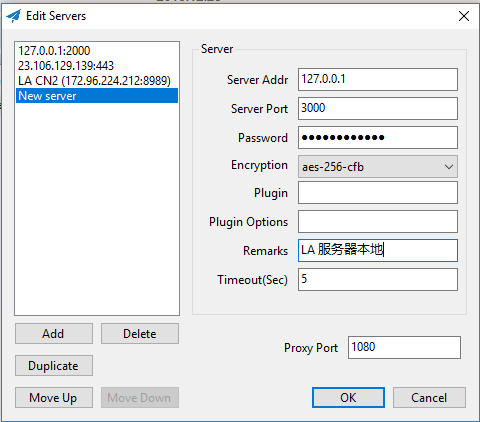 Edit Servers
127.0.0.1:2000
23.106.129.139:443
LA CN2 (172.96.224.212:8989)
New server
Server
Server Addr 127.0.0.1
Server Port 3000
Password ●●●●●●●●●●●●
Encryption aes-256-cfb
Plugin
Plugin Options
Remarks LA 服务器本地
Timeout(Sec) 5
Add Delete
Duplicate
Proxy Port 1080
Move Up Move Down
OK Cancel